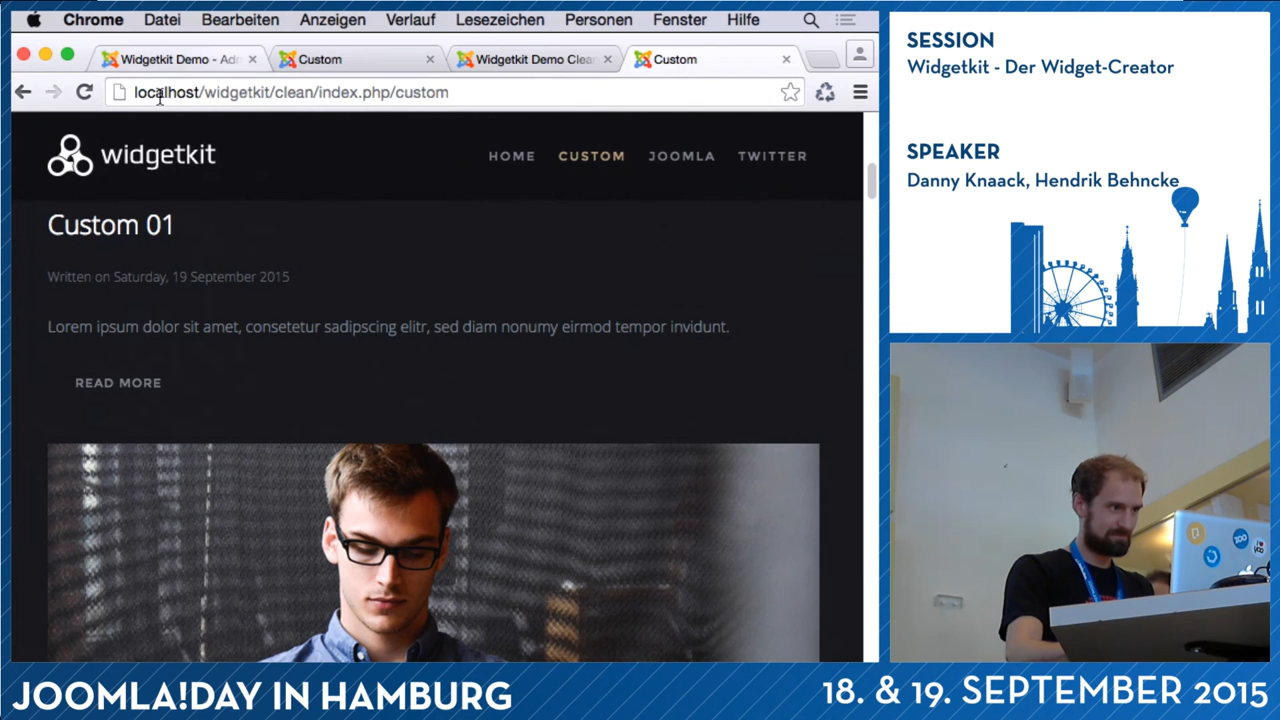 Chrome Datei Bearbeiten Anzeigen Verlauf Lesezeichen Personen Fenster Hilfe
Widgetkit Demo - Ad
Custom
Widgetkit Demo Clea
Custom
localhost/widgetkit/clean/index.php/custom
widgetkit
HOME CUSTOM JOOMLA TWITTER
Custom 01
Written on Saturday, 19 September 2015
Lorem ipsum dolor sit amet, consetetur sadipscing elitr, sed diam nonumy eirmod tempor invidunt.
READ MORE
SESSION
Widgetkit - Der Widget-Creator
SPEAKER
Danny Knaack, Hendrik Behncke
JOOMLA!DAY IN HAMBURG
18. & 19. SEPTEMBER 2015